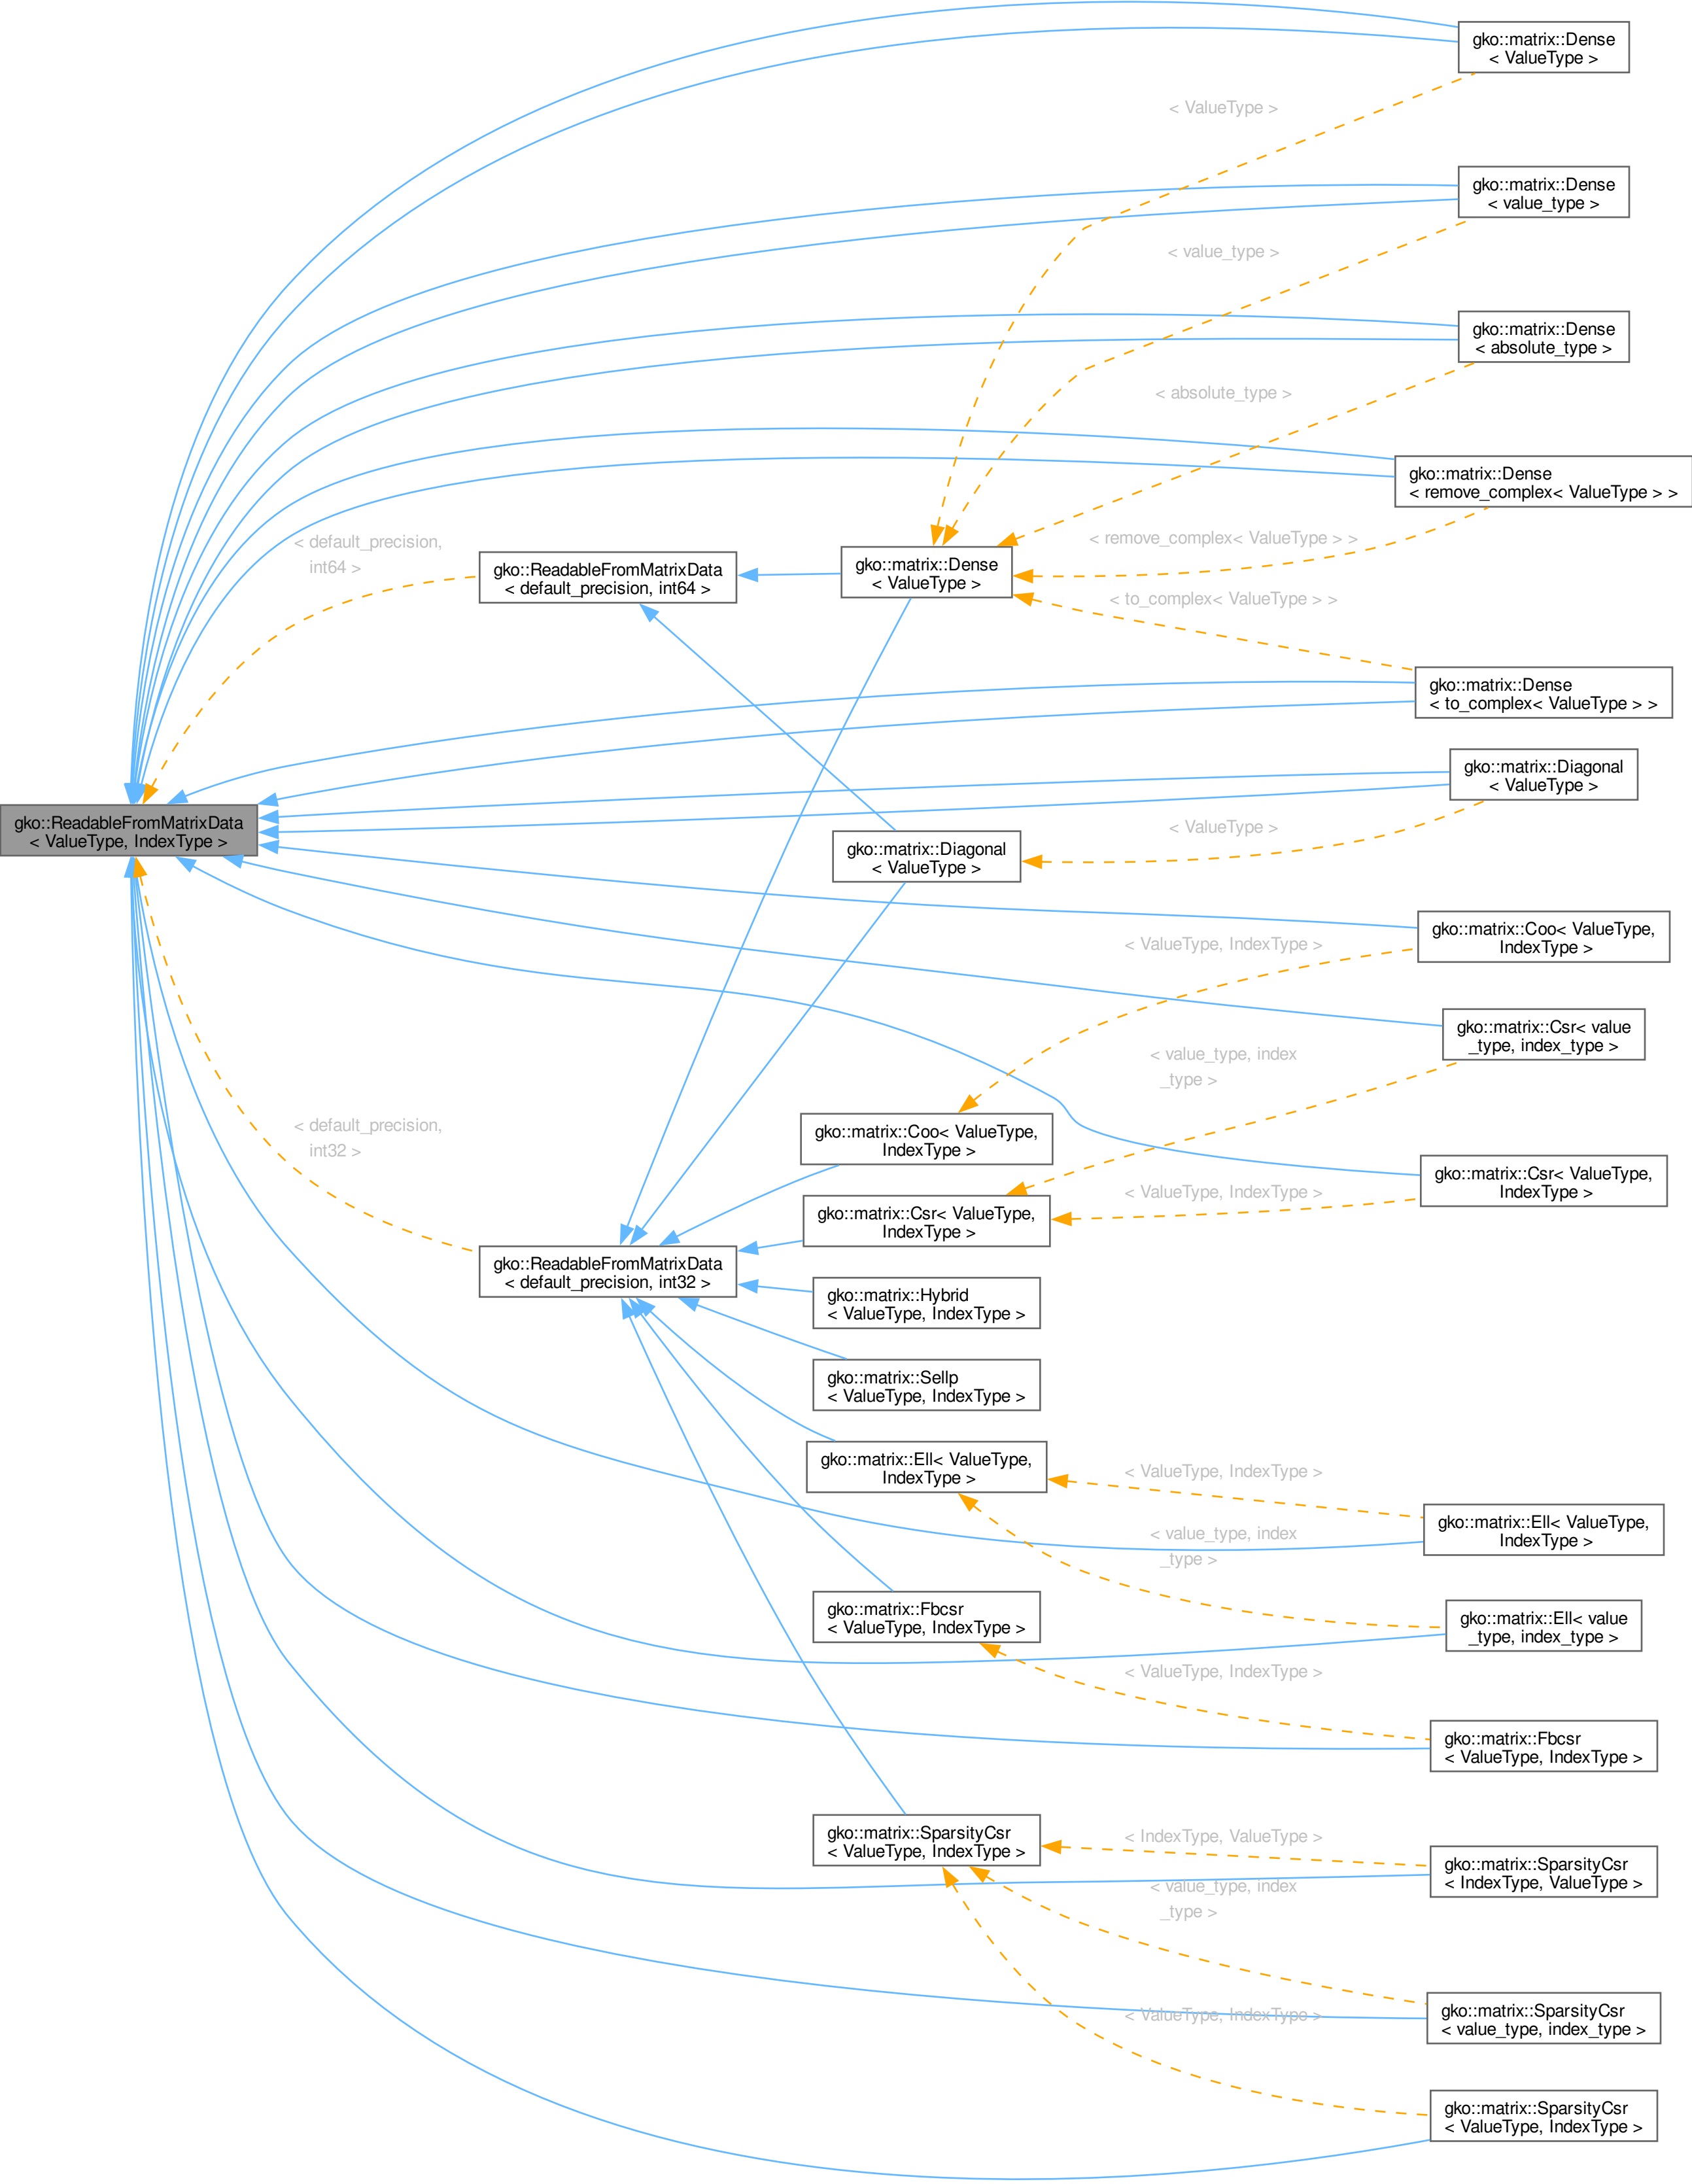 gko::matrix::Dense
< ValueType >
< ValueType >
gko::matrix::Dense
< value_type >
< value_type >
gko::matrix::Dense
< absolute_type >
< absolute_type >
gko::matrix::Dense
< remove_complex< ValueType > >
< remove_complex< ValueType > >
< default_precision,
int64 >
gko::ReadableFromMatrixData
< default_precision, int64 >
gko::matrix::Dense
< ValueType >
< to_complex< ValueType > >
gko::matrix::Dense
< to_complex< ValueType > >
gko::matrix::Diagonal
< ValueType >
gko::ReadableFromMatrixData
< ValueType, IndexType >
< ValueType >
gko::matrix::Diagonal
< ValueType >
gko::matrix::Coo< ValueType,
IndexType >
< ValueType, IndexType >
gko::matrix::Csr< value
_type, index_type >
< value_type, index
_type >
< default_precision,
int32 >
gko::matrix::Coo< ValueType,
IndexType >
gko::matrix::Csr< ValueType,
IndexType >
< ValueType, IndexType >
gko::matrix::Csr< ValueType,
IndexType >
gko::ReadableFromMatrixData
< default_precision, int32 >
gko::matrix::Hybrid
< ValueType, IndexType >
gko::matrix::Sellp
< ValueType, IndexType >
gko::matrix::Ell< ValueType,
IndexType >
< ValueType, IndexType >
gko::matrix::Ell< ValueType,
IndexType >
< value_type, index
_type >
gko::matrix::Fbcsr
< ValueType, IndexType >
gko::matrix::Ell< value
_type, index_type >
< ValueType, IndexType >
gko::matrix::Fbcsr
< ValueType, IndexType >
gko::matrix::SparsityCsr
< ValueType, IndexType >
< IndexType, ValueType >
gko::matrix::SparsityCsr
< IndexType, ValueType >
< value_type, index
_type >
gko::matrix::SparsityCsr
< value_type, index_type >
< ValueType, IndexType >
gko::matrix::SparsityCsr
< ValueType, IndexType >